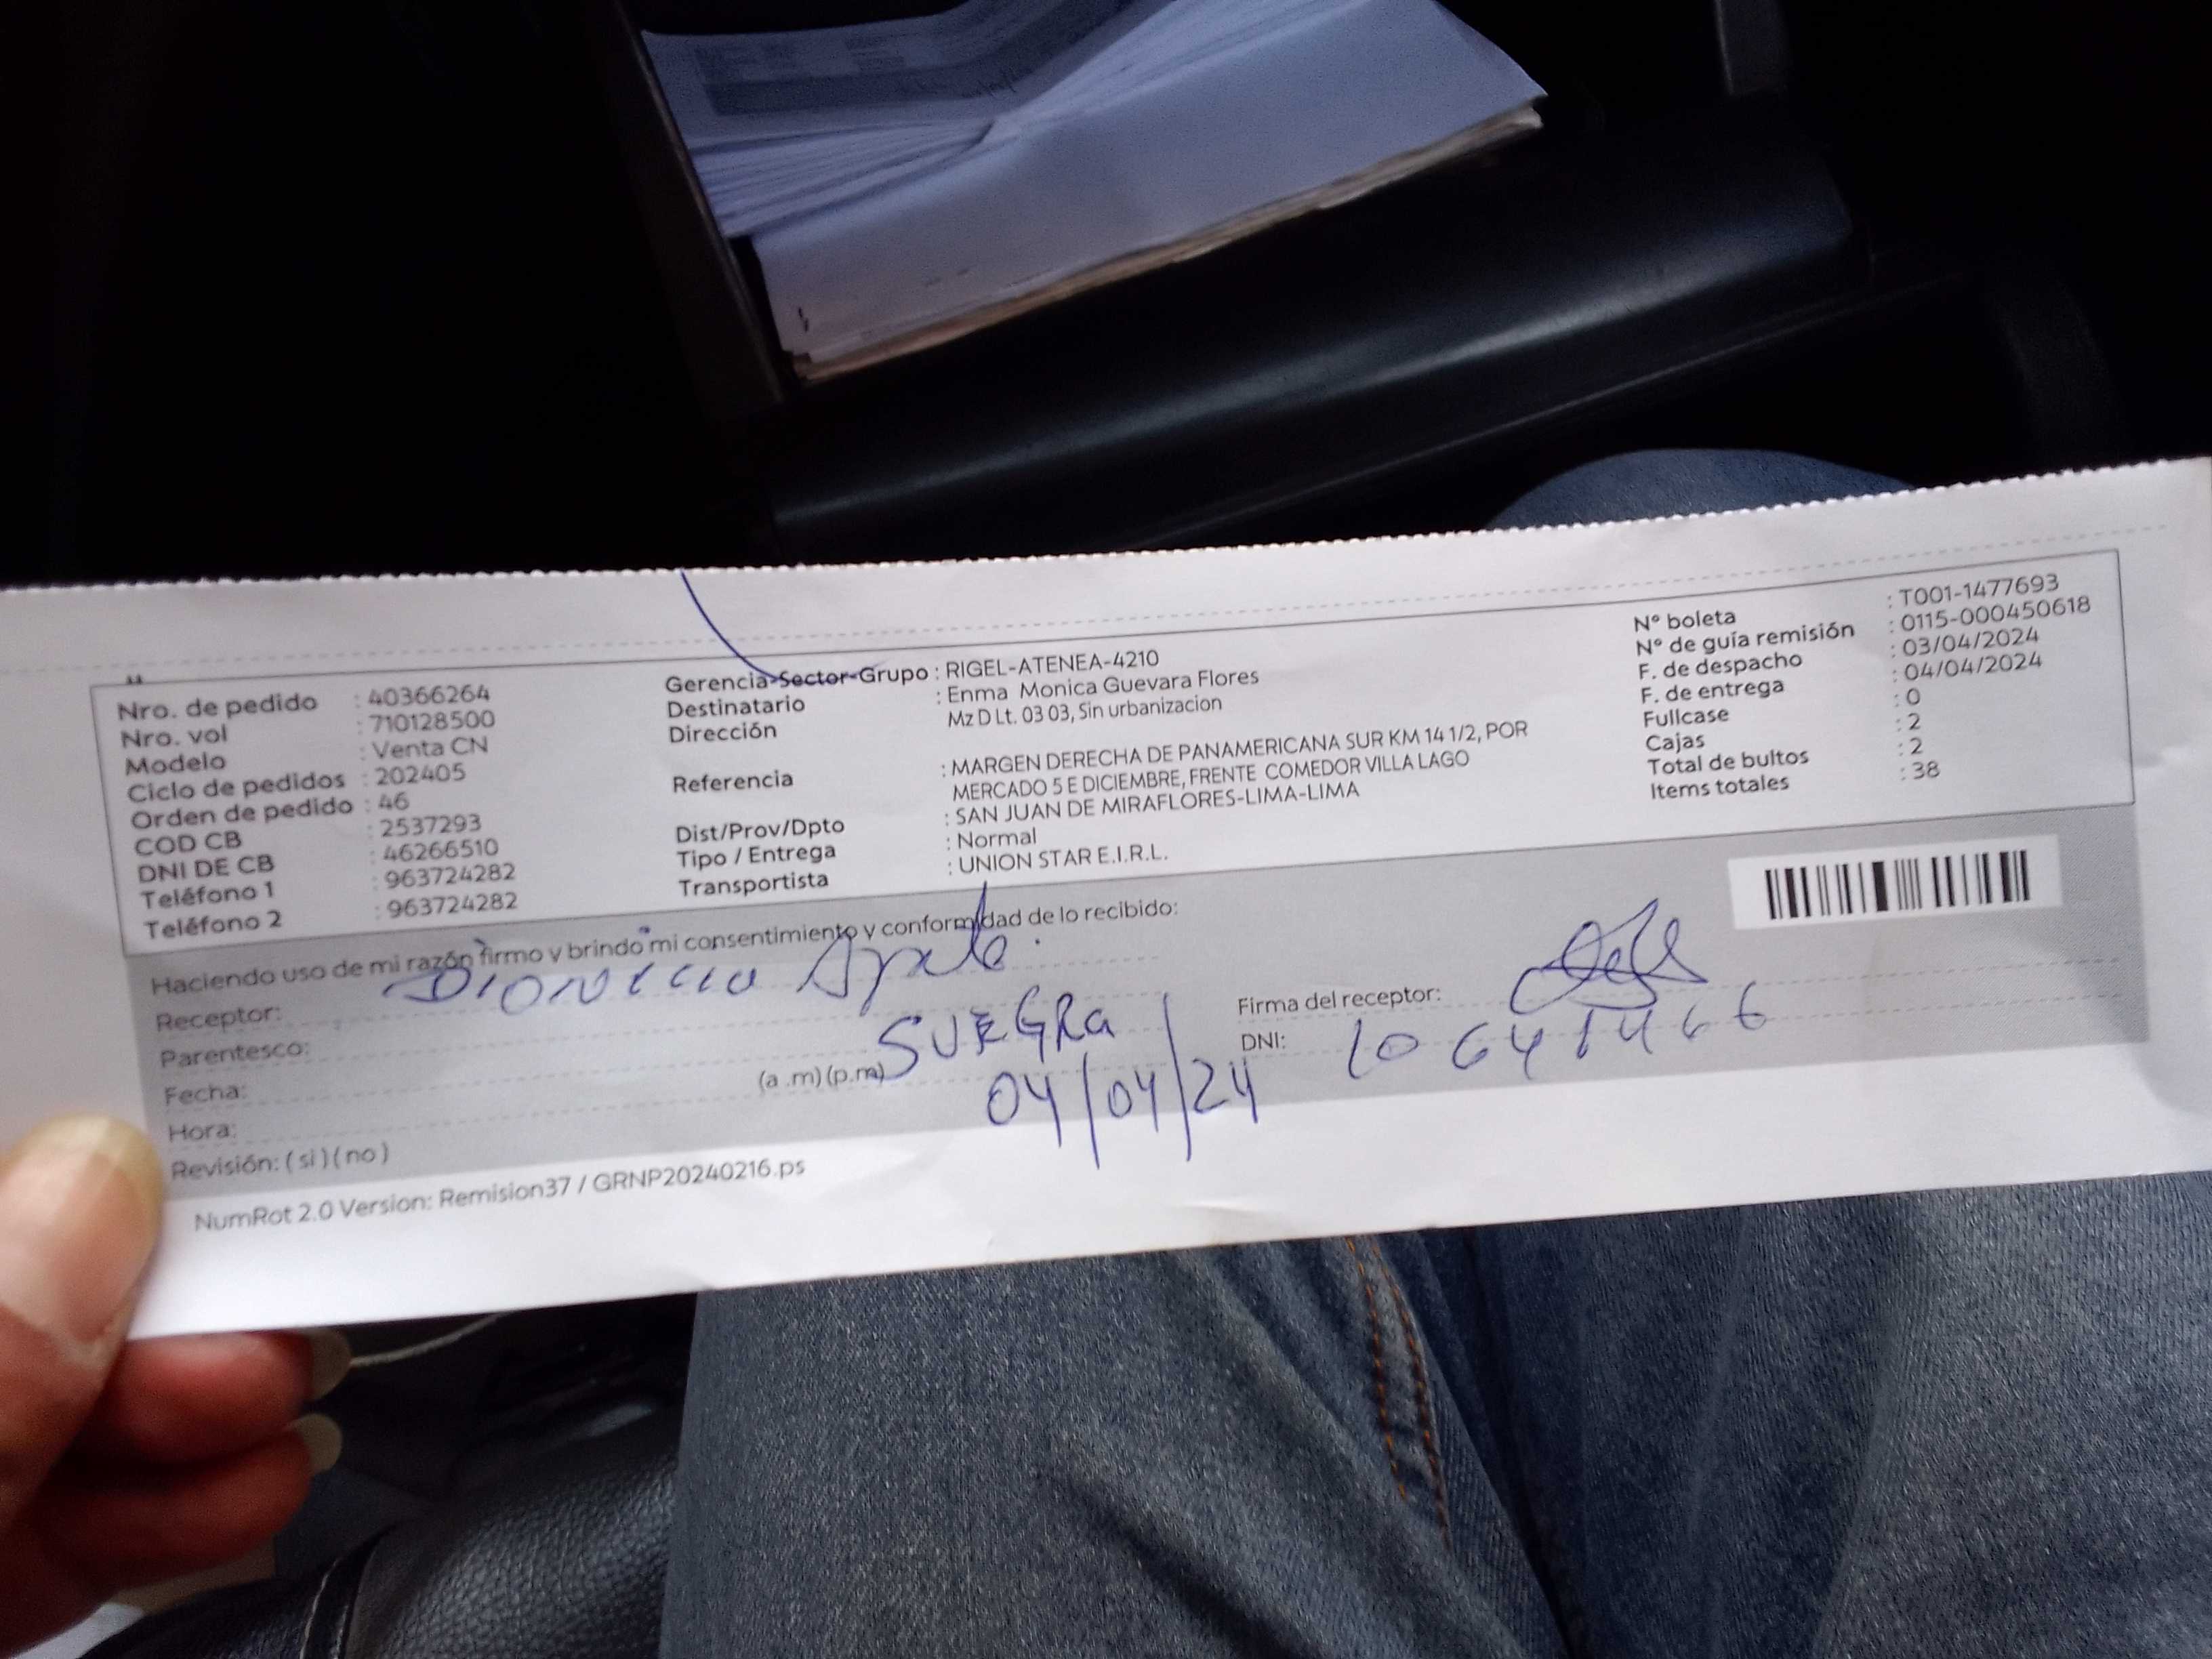 Nro. de pedido : 40366264
Nro. vol : 710128500
Modelo : Venta CN
Ciclo de pedidos : 202405
Orden de pedido : 46
COD CB : 2537293
DNI DE CB : 46266510
Teléfono 1 : 963724282
Teléfono 2 : 963724282
Gerencia-Sector-Grupo : RIGEL-ATENEA-4210
Destinatario : Enma Monica Guevara Flores
Dirección Mz D Lt. 03 03, Sin urbanizacion
Referencia : MARGEN DERECHA DE PANAMERICANA SUR KM 14 1/2, POR
MERCADO 5 E DICIEMBRE, FRENTE COMEDOR VILLA LAGO
Dist/Prov/Dpto : SAN JUAN DE MIRAFLORES-LIMA-LIMA
Tipo / Entrega : Normal
Transportista : UNION STAR E.I.R.L.
N° boleta : T001-1477693
N° de guía remisión : 0115-000450618
F. de despacho : 03/04/2024
F. de entrega : 04/04/2024
Fullcase : 0
Cajas : 2
Total de bultos : 2
Items totales : 38
Haciendo uso de mi razón firmo y brindo mi consentimiento y conformidad de lo recibido:
Receptor: DIONICIA
Parentesco: SUEGRA
Fecha: 04/04/24
Hora: (a .m) (p.m)
Revisión: ( si ) ( no )
Firma del receptor:
DNI:
NumRot 2.0 Version: Remision37 / GRNP20240216.ps